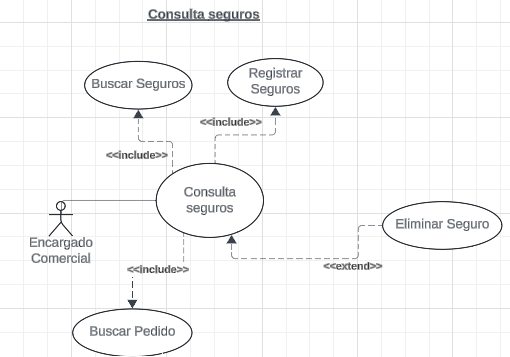 Consulta seguros
Buscar Seguros
Registrar
Seguros
<<include>>
<<include>>
Consulta
seguros
Eliminar Seguro
Encargado
Comercial
<<extend>>
<<include>>
Buscar Pedido